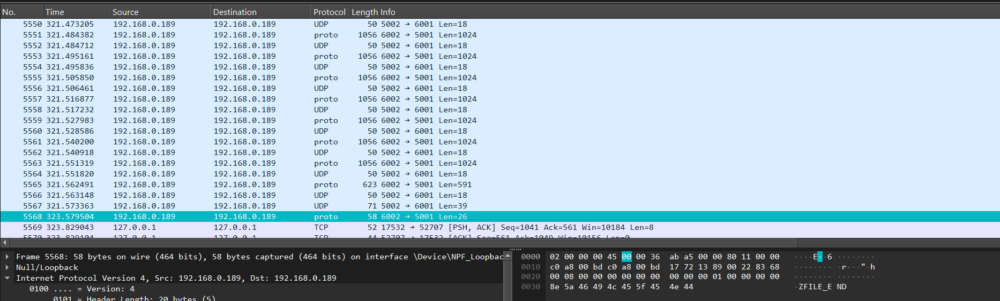 No. Time Source Destination Protocol Length Info
5550 321.473205 192.168.0.189 192.168.0.189 UDP 50 5002 → 6001 Len=18
5551 321.484382 192.168.0.189 192.168.0.189 proto 1056 6002 → 5001 Len=1024
5552 321.484712 192.168.0.189 192.168.0.189 UDP 50 5002 → 6001 Len=18
5553 321.495161 192.168.0.189 192.168.0.189 proto 1056 6002 → 5001 Len=1024
5554 321.495836 192.168.0.189 192.168.0.189 UDP 50 5002 → 6001 Len=18
5555 321.505850 192.168.0.189 192.168.0.189 proto 1056 6002 → 5001 Len=1024
5556 321.506461 192.168.0.189 192.168.0.189 UDP 50 5002 → 6001 Len=18
5557 321.516877 192.168.0.189 192.168.0.189 proto 1056 6002 → 5001 Len=1024
5558 321.517232 192.168.0.189 192.168.0.189 UDP 50 5002 → 6001 Len=18
5559 321.527983 192.168.0.189 192.168.0.189 proto 1056 6002 → 5001 Len=1024
5560 321.528586 192.168.0.189 192.168.0.189 UDP 50 5002 → 6001 Len=18
5561 321.540200 192.168.0.189 192.168.0.189 proto 1056 6002 → 5001 Len=1024
5562 321.540918 192.168.0.189 192.168.0.189 UDP 50 5002 → 6001 Len=18
5563 321.551319 192.168.0.189 192.168.0.189 proto 1056 6002 → 5001 Len=1024
5564 321.551820 192.168.0.189 192.168.0.189 UDP 50 5002 → 6001 Len=18
5565 321.562491 192.168.0.189 192.168.0.189 proto 623 6002 → 5001 Len=591
5566 321.563148 192.168.0.189 192.168.0.189 UDP 50 5002 → 6001 Len=18
5567 321.573363 192.168.0.189 192.168.0.189 UDP 71 5002 → 6001 Len=39
5568 323.579504 192.168.0.189 192.168.0.189 proto 58 6002 → 5001 Len=26
5569 323.829043 127.0.0.1 127.0.0.1 TCP 52 17532 → 52707 [PSH, ACK] Seq=1041 Ack=561 Win=10184 Len=8
5570 323.829104 127.0.0.1 127.0.0.1 TCP 44 52707 → 17532 [ACK] Seq=561 Ack=1049 Win=10156 Len=0
Frame 5568: 58 bytes on wire (464 bits), 58 bytes captured (464 bits) on interface \Device\NPF_Loopbac
Null/Loopback
Internet Protocol Version 4, Src: 192.168.0.189, Dst: 192.168.0.189
0100 .... = Version: 4
.... 0101 = Header Length: 20 bytes (5)
0000 02 00 00 00 45 00 00 36 ab a5 00 00 80 11 00 00 ····E··6 ········
0010 c0 a8 00 bd c0 a8 00 bd 17 72 13 89 00 22 83 68 ········ ·r···"·h
0020 00 08 00 00 00 00 00 00 00 00 00 01 00 00 00 00 ········ ········
0030 8e 5a 46 49 4c 45 5f 45 4e 44 ·ZFILE_E ND